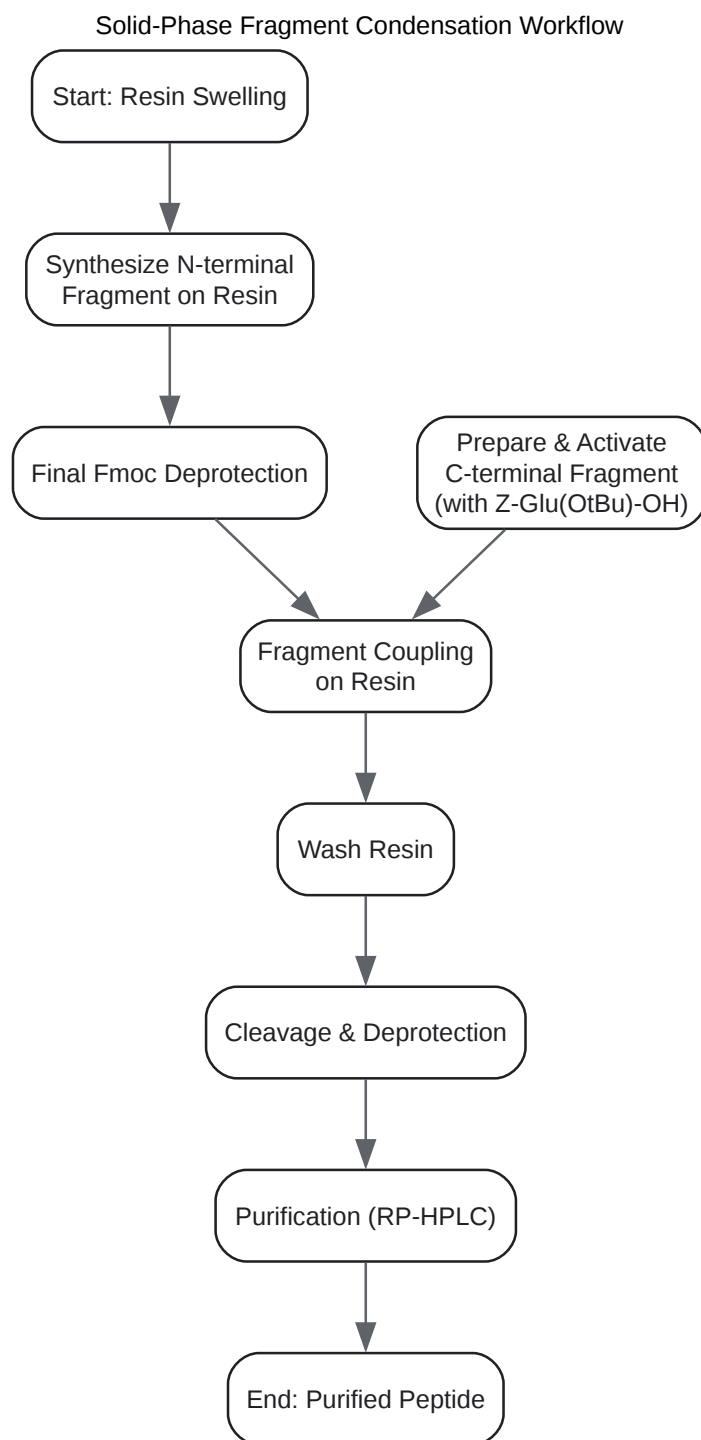 Solid-Phase Fragment Condensation Workflow
Start: Resin Swelling
Synthesize N-terminal
Fragment on Resin
Final Fmoc Deprotection
Prepare & Activate
C-terminal Fragment
(with Z-Glu(OtBu)-OH)
Fragment Coupling
on Resin
Wash Resin
Cleavage & Deprotection
Purification (RP-HPLC)
End: Purified Peptide